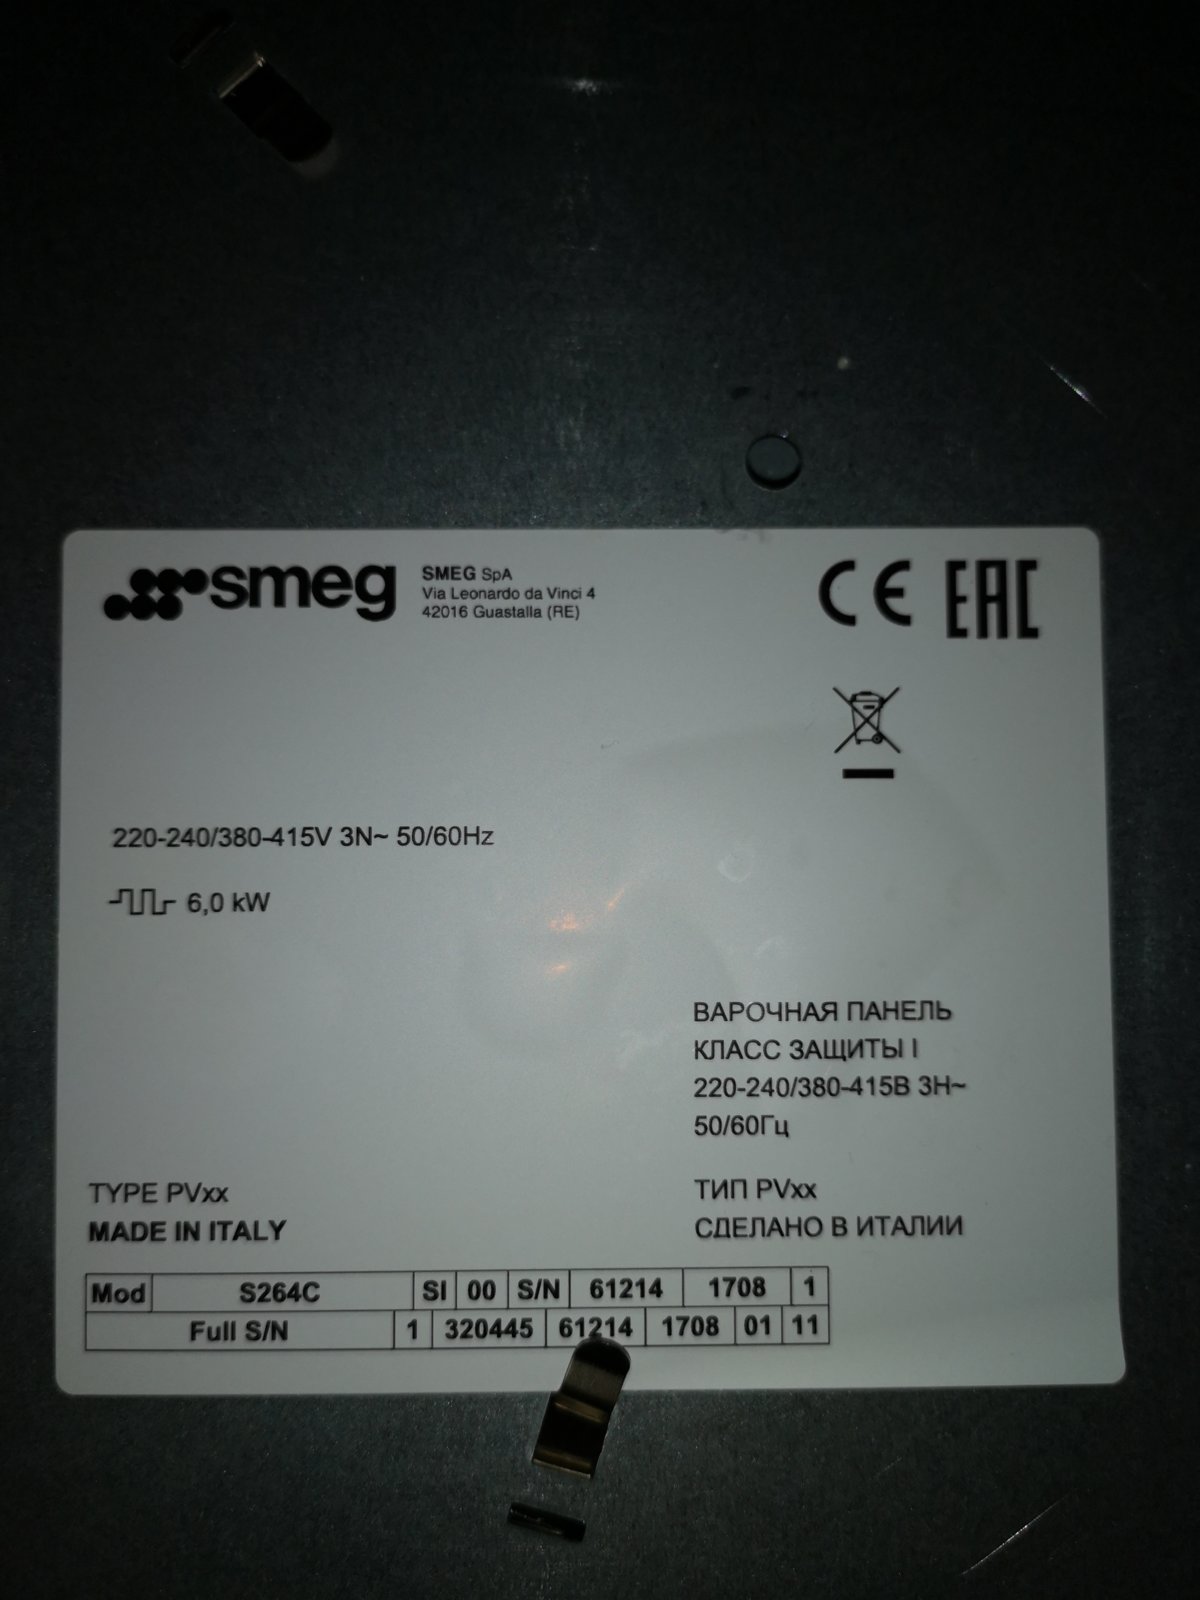 smeg
SMEG SpA
Via Leonardo da Vinci 4
42016 Guastalla (RE)
CE EAC
220-240/380-415V 3N~ 50/60Hz
6,0 kW
ВАРОЧНАЯ ПАНЕЛЬ
КЛАСС ЗАЩИТЫ I
220-240/380-415В 3Н~
50/60Гц
TYPE PVxx
MADE IN ITALY
ТИП PVxx
СДЕЛАНО В ИТАЛИИ
Mod S264C SI 00 S/N 61214 1708 1
Full S/N 1 320445 61214 1708 01 11